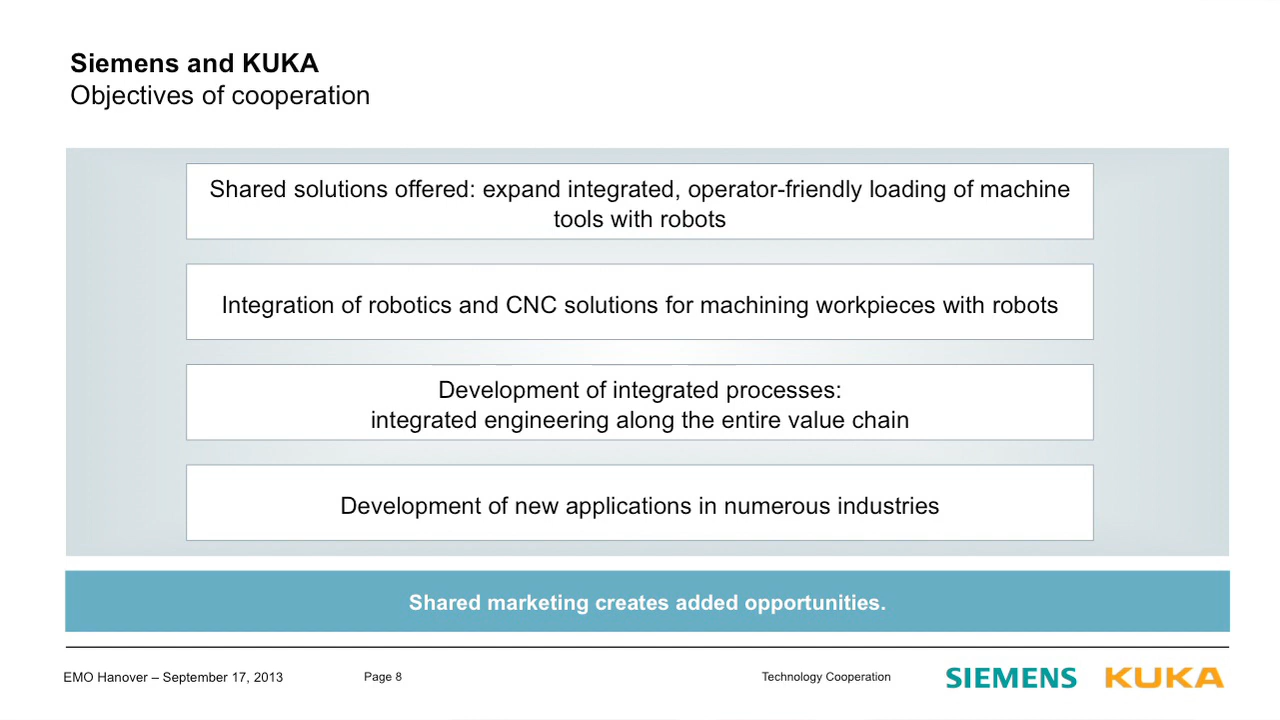 Siemens and KUKA
Objectives of cooperation
Shared solutions offered: expand integrated, operator-friendly loading of machine
tools with robots
Integration of robotics and CNC solutions for machining workpieces with robots
Development of integrated processes:
integrated engineering along the entire value chain
Development of new applications in numerous industries
Shared marketing creates added opportunities.
EMO Hanover – September 17, 2013 Page 8 Technology Cooperation SIEMENS KUKA